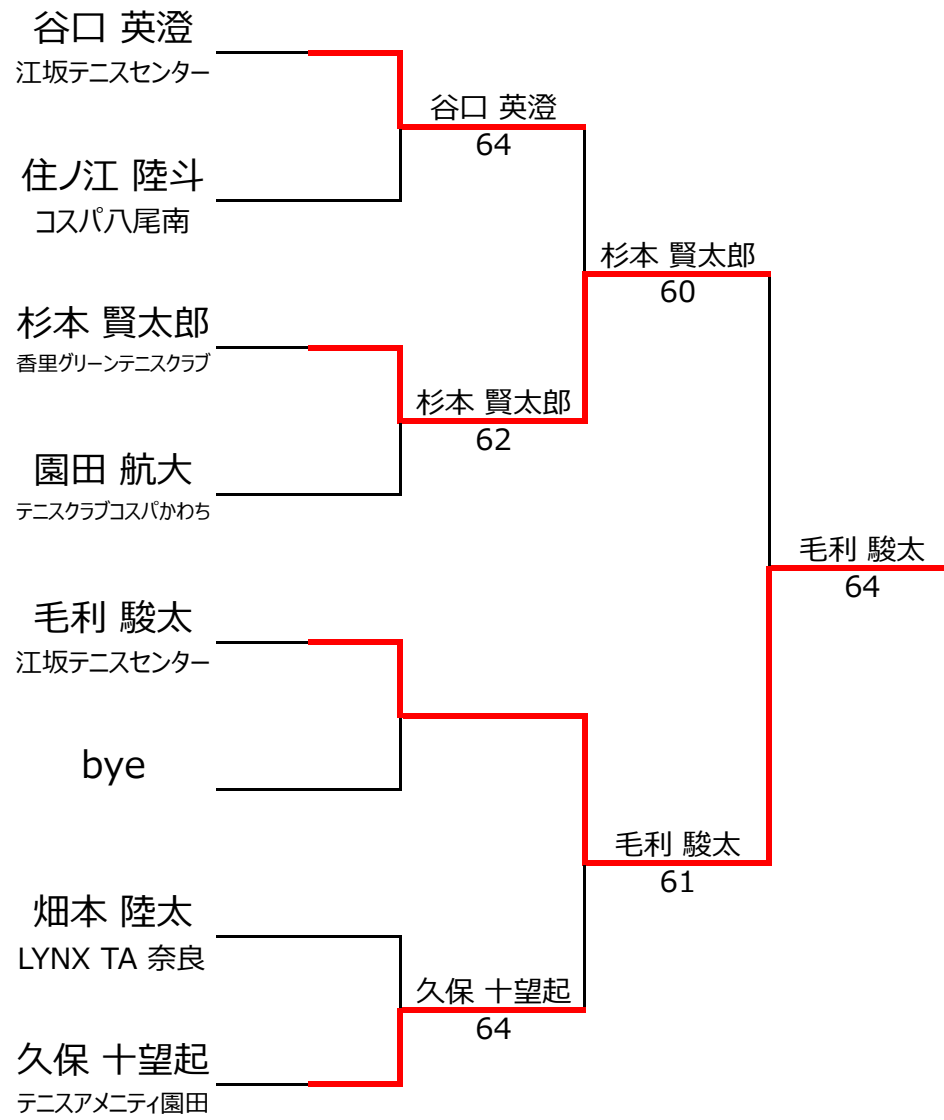 谷口 英澄
江坂テニスセンター
谷口 英澄
64
住ノ江 陸斗
コスパ八尾南
杉本 賢太郎
60
杉本 賢太郎
香里グリーンテニスクラブ
杉本 賢太郎
62
園田 航大
テニスクラブコスパかわち
毛利 駿太
64
毛利 駿太
江坂テニスセンター
bye
毛利 駿太
61
畑本 陸太
LYNX TA 奈良
久保 十望起
64
久保 十望起
テニスアメニティ園田